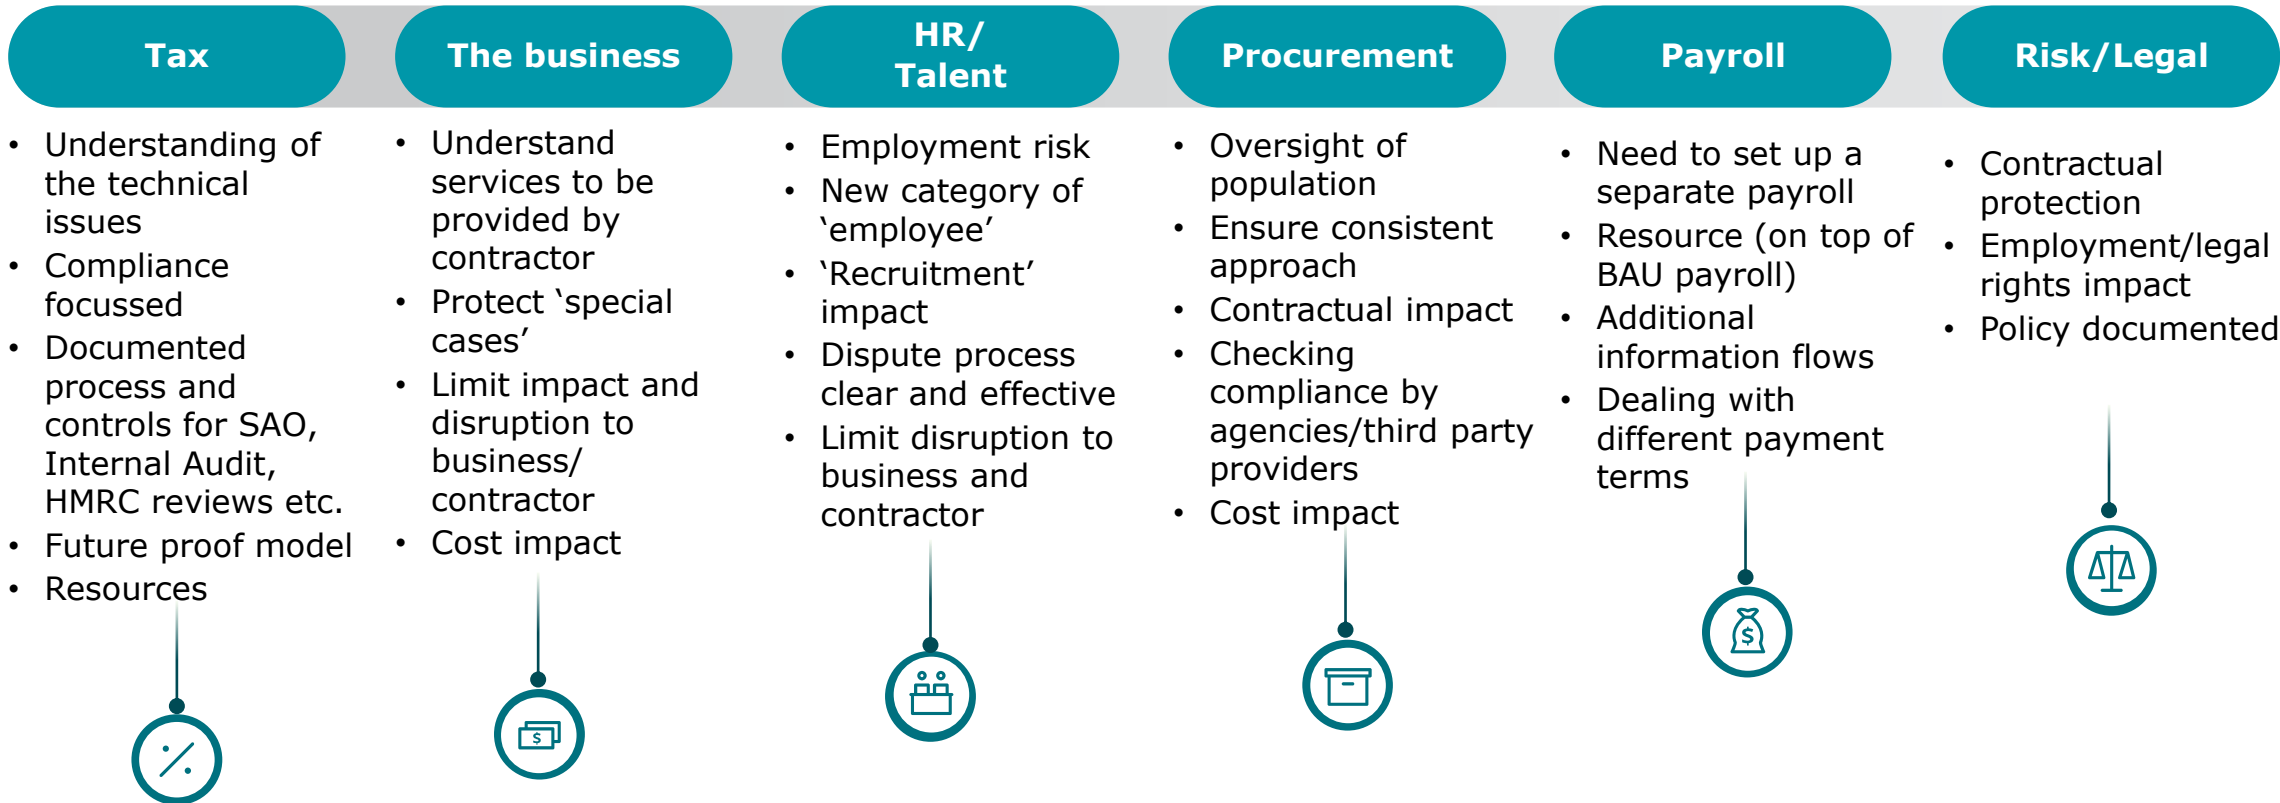 Tax
• Understanding of
the technical
issues
• Compliance
focussed
• Documented
process and
controls for SAO,
Internal Audit,
HMRC reviews etc.
• Future proof model
• Resources
The business
• Understand
services to be
provided by
contractor
• Protect ‘special
cases’
• Limit impact and
disruption to
business/
contractor
• Cost impact
$
HR/
Talent
• Employment risk
• New category of
‘employee’
• ‘Recruitment’
impact
• Dispute process
clear and effective
• Limit disruption to
business and
contractor
Procurement
• Oversight of
population
• Ensure consistent
approach
• Contractual impact
• Checking
compliance by
agencies/third party
providers
• Cost impact
Payroll
• Need to set up a
separate payroll
• Resource (on top of
BAU payroll)
• Additional
information flows
• Dealing with
different payment
terms
$
Risk/Legal
• Contractual
protection
• Employment/legal
rights impact
• Policy documented